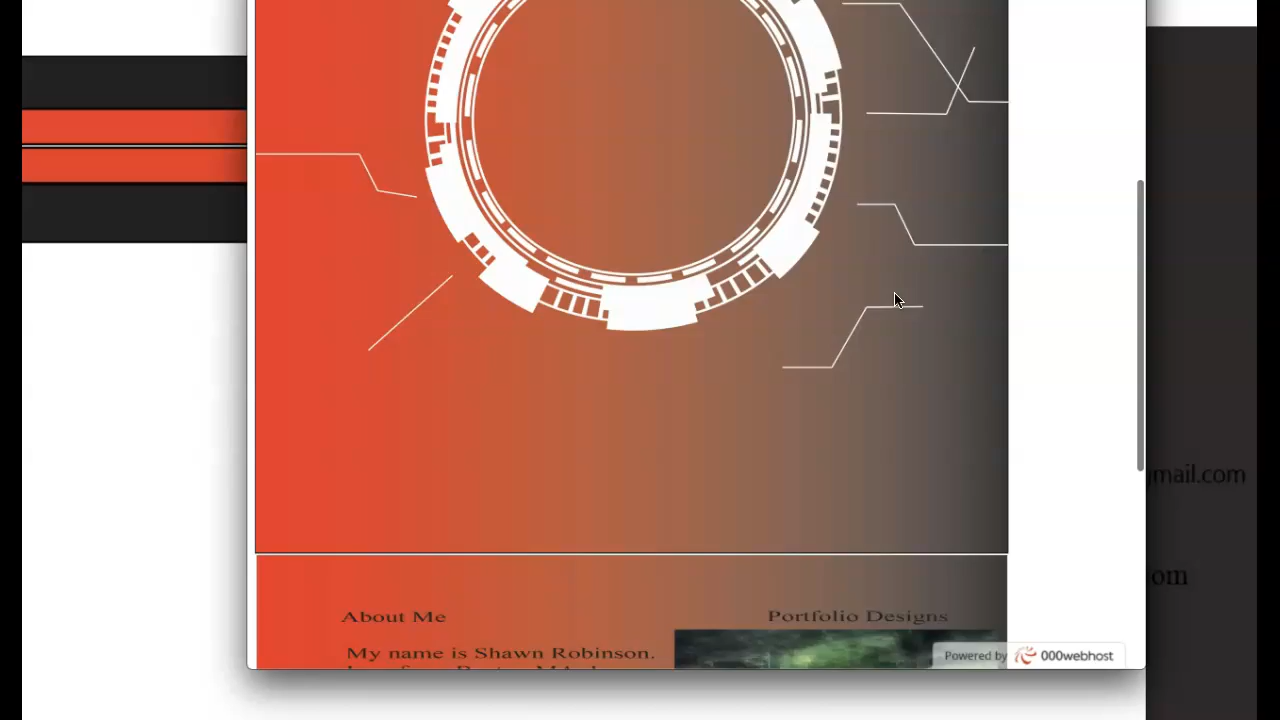 gmail.com
om
About Me
Portfolio Designs
My name is Shawn Robinson.
Powered by 000webhost